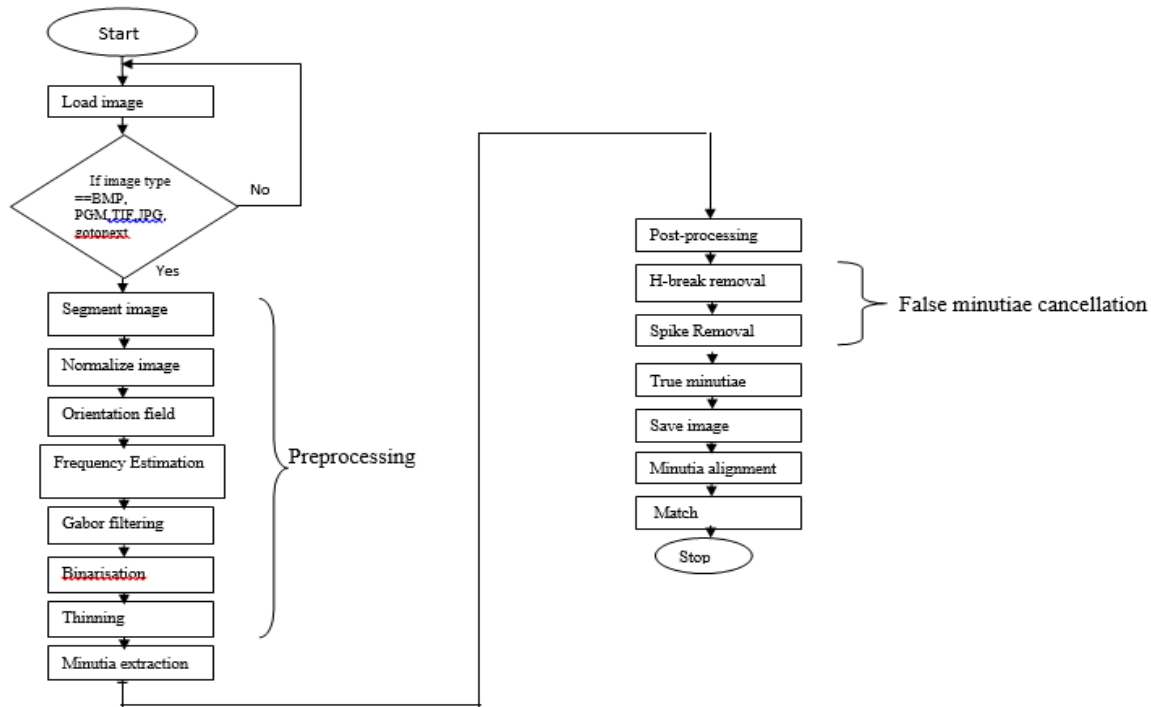 Start
Load image
If image type
==BMP,
PGM,TIF,JPG,
gotonext
No
Yes
Segment image
Normalize image
Orientation field
Frequency Estimation
Gabor filtering
Binarisation
Thinning
Minutia extraction
Preprocessing
Post-processing
H-break removal
Spike Removal
False minutiae cancellation
True minutiae
Save image
Minutia alignment
Match
Stop